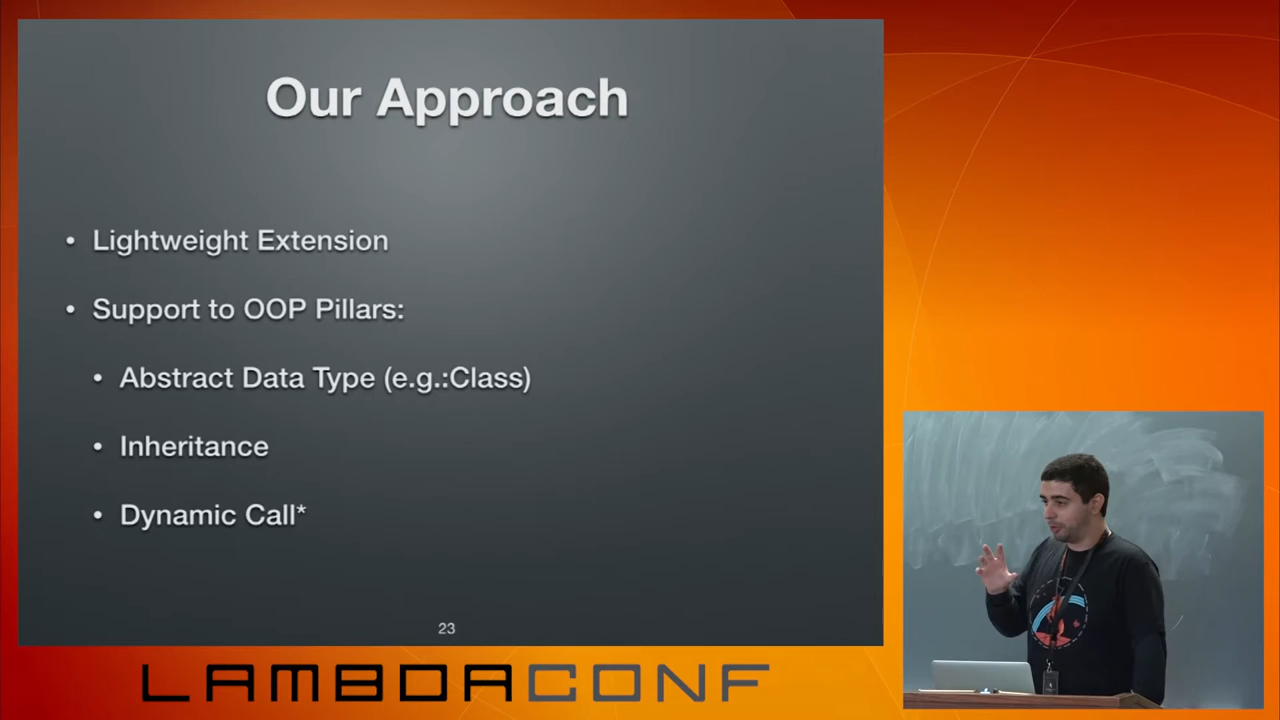 Our Approach
• Lightweight Extension
• Support to OOP Pillars:
• Abstract Data Type (e.g.:Class)
• Inheritance
• Dynamic Call*
23
LAMBDACONF